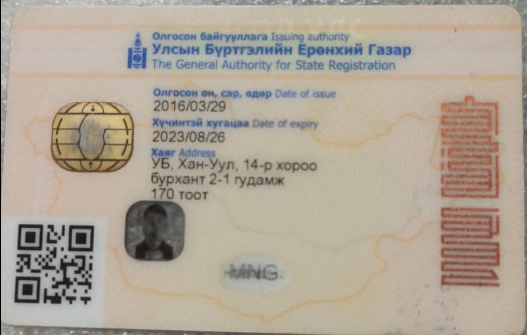 Олгосон байгууллага Issuing authority
Улсын Бүртгэлийн Ерөнхий Газар
The General Authority for State Registration
Олгосон он, сар, өдөр Date of issue
2016/03/29
Хүчинтэй хугацаа Date of expiry
2023/08/26
Хаяг Address
УБ, Хан-Уул, 14-р хороо
бурхант 2-1 гудамж
170 тоот
MNG